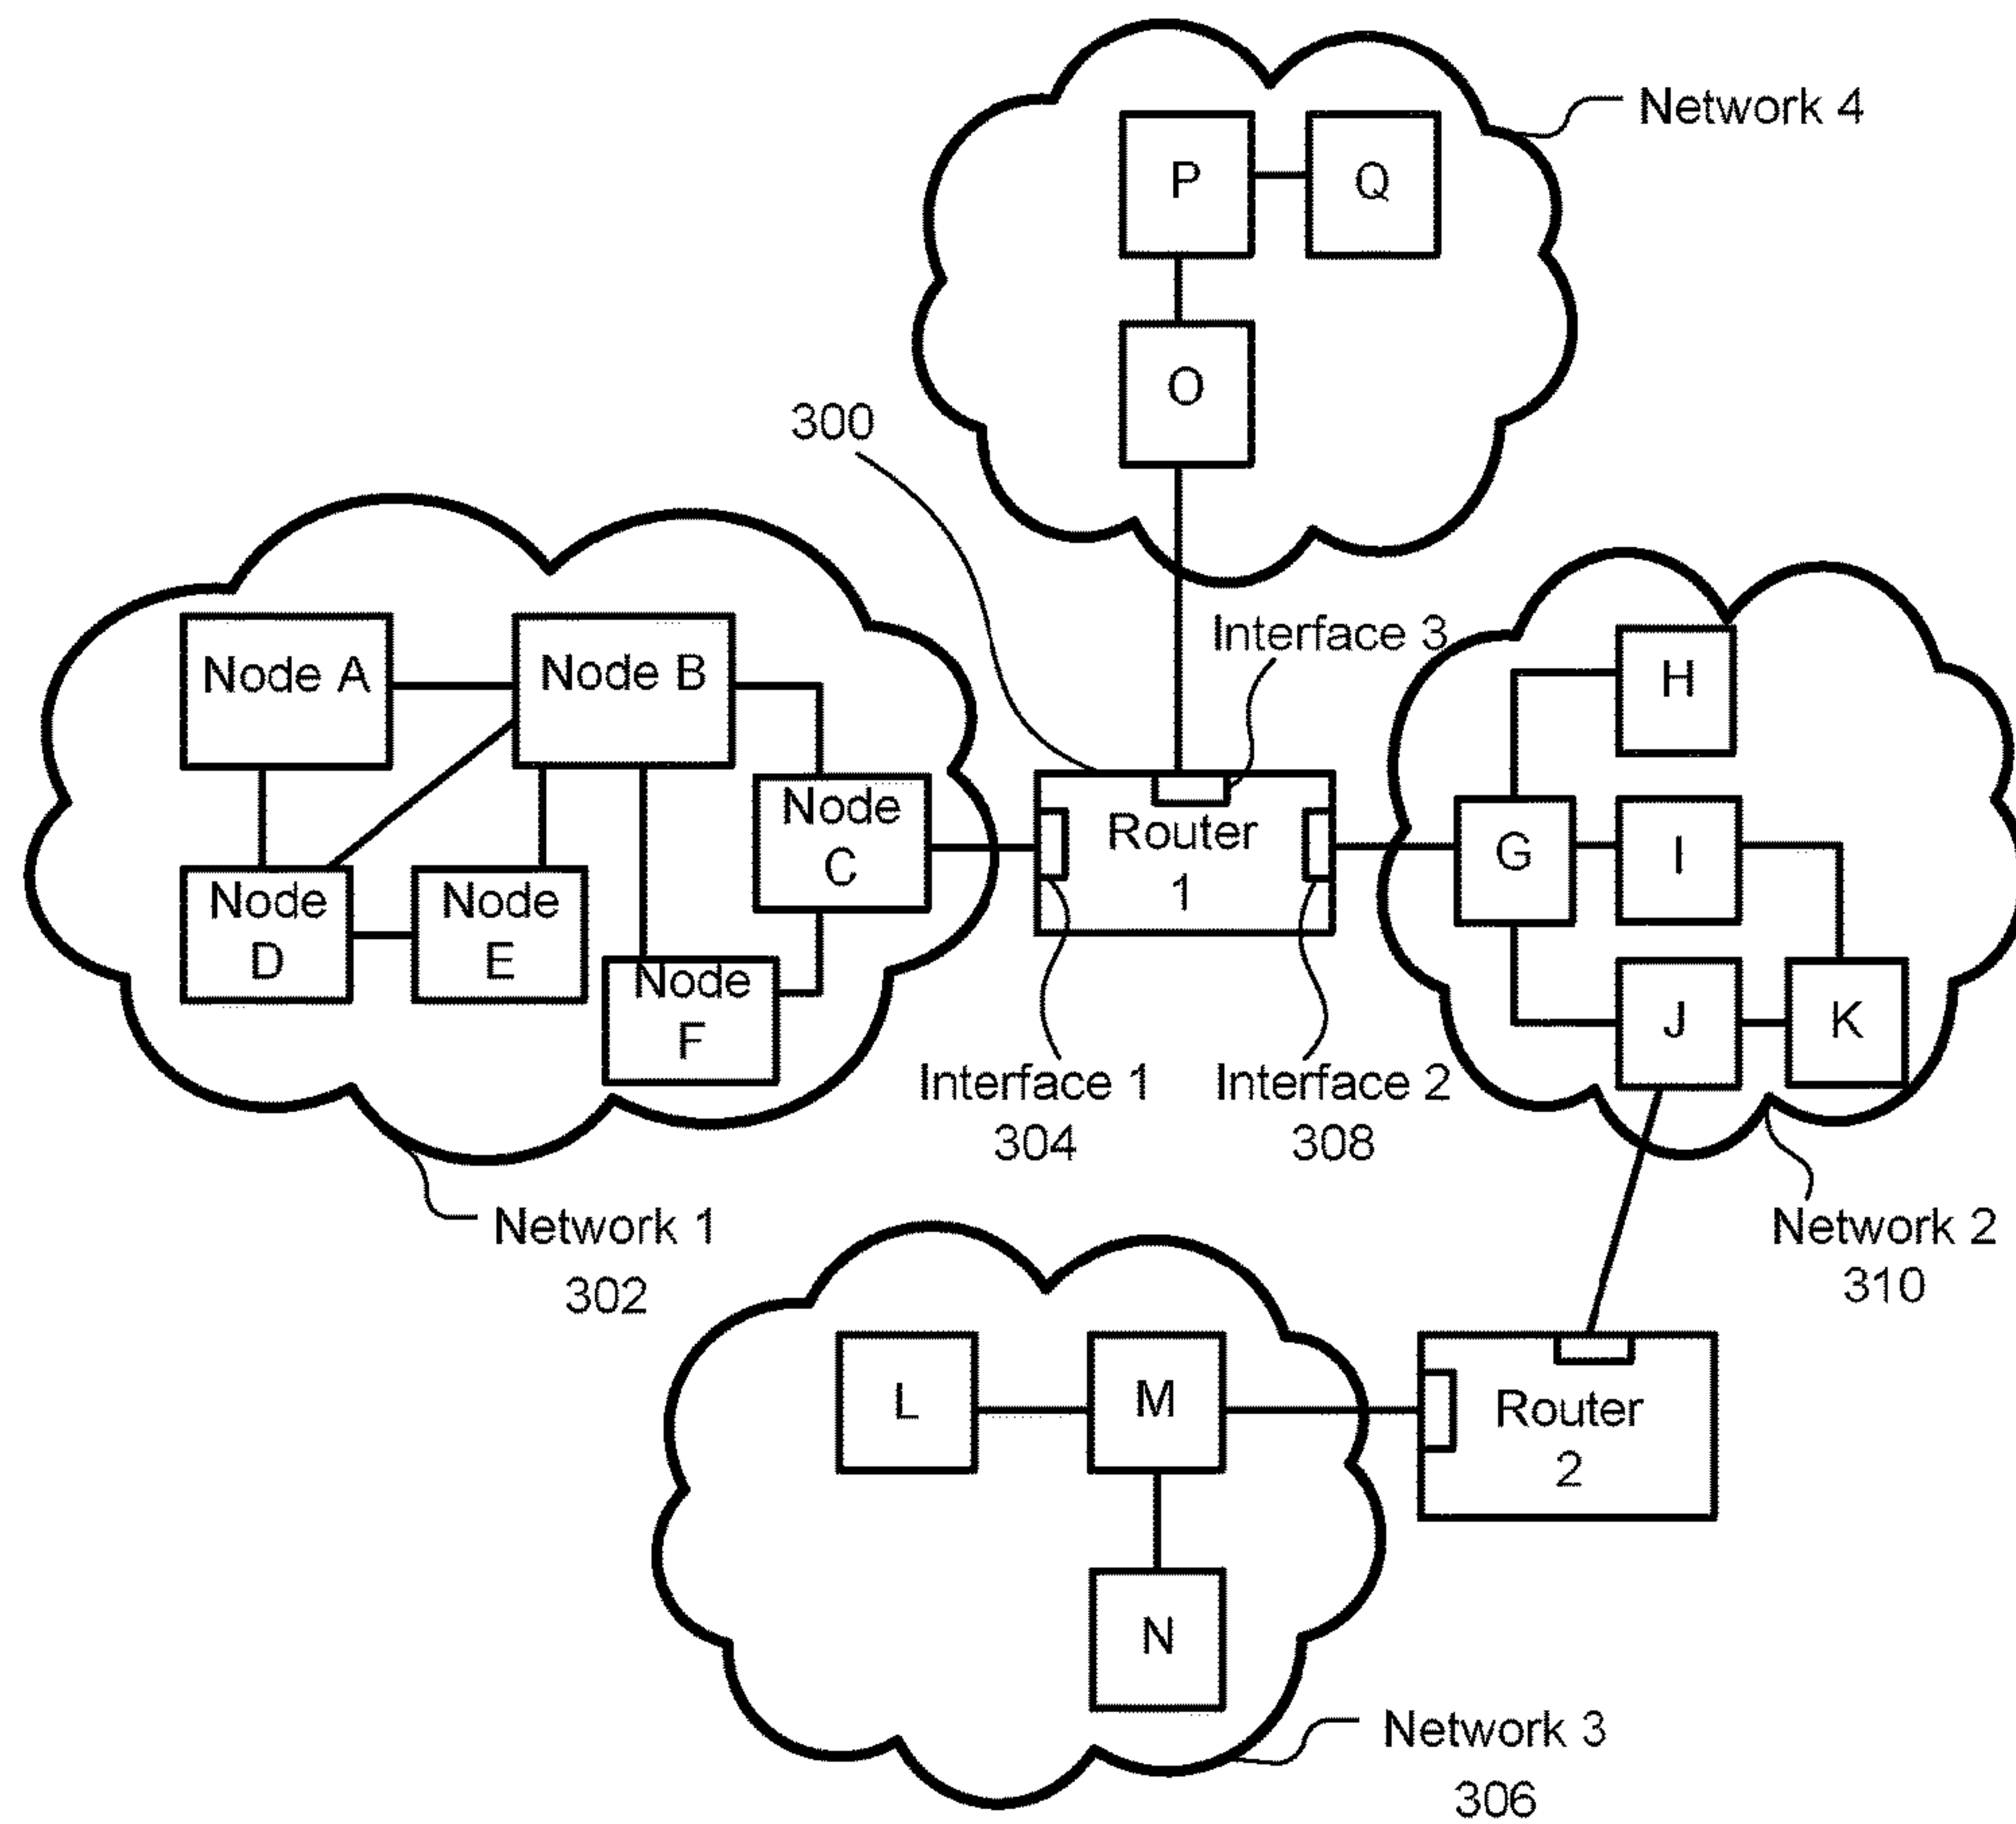 Network 4
P
Q
O
300
Interface 3
Node A
Node B
H
Node
C
Router
1
G
I
Node
D
Node
E
Node
F
J
K
Interface 1
304
Interface 2
308
Network 1
302
Network 2
310
L
M
Router
2
N
Network 3
306